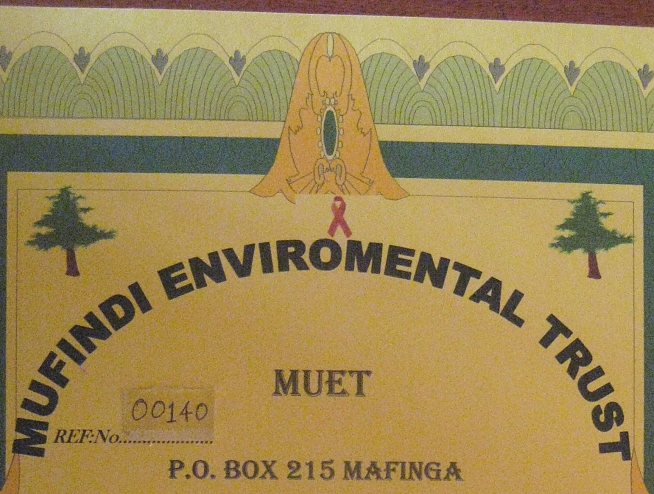 MUFINDI ENVIROMENTAL TRUST
MUET
00140
REF:No.....................
P.O. BOX 215 MAFINGA